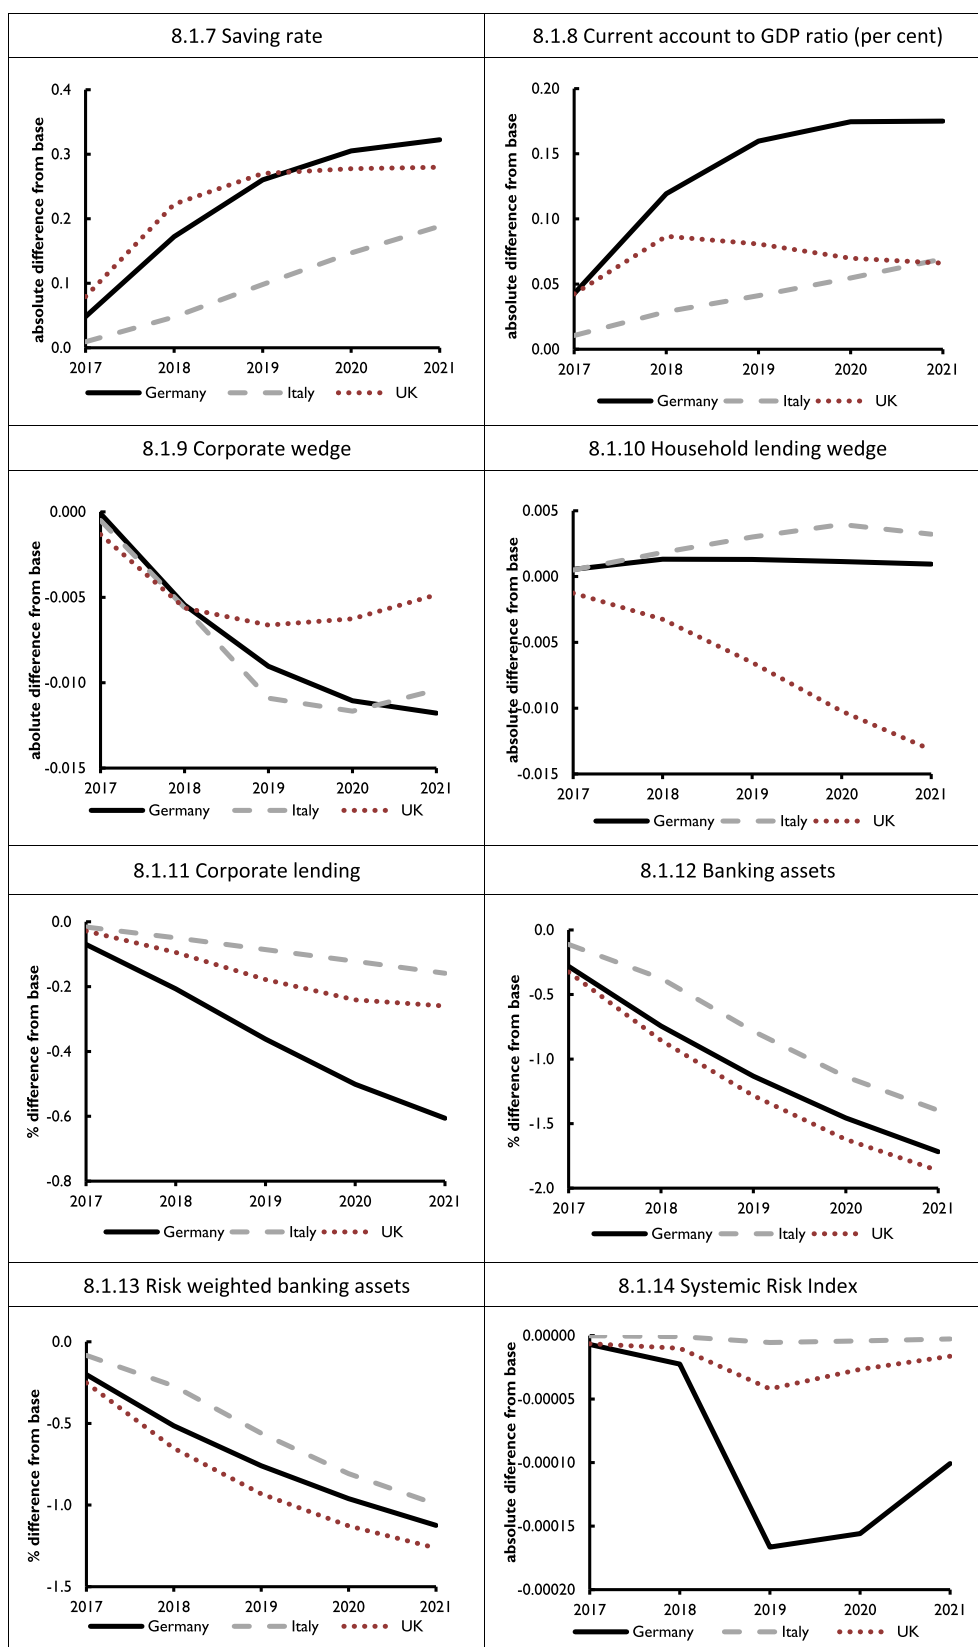 8.1.7 Saving rate
8.1.8 Current account to GDP ratio (per cent)
absolute difference from base
0.4
0.3
0.2
0.1
0.0
2017 2018 2019 2020 2021
Germany Italy UK
absolute difference from base
0.20
0.15
0.10
0.05
0.00
2017 2018 2019 2020 2021
Germany Italy UK
8.1.9 Corporate wedge
8.1.10 Household lending wedge
abolute difference from base
0.000
-0.005
-0.010
-0.015
2017 2018 2019 2020 2021
Germany Italy UK
absolute difference from base
0.005
0.000
-0.005
-0.010
-0.015
2017 2018 2019 2020 2021
Germany Italy UK
8.1.11 Corporate lending
8.1.12 Banking assets
% difference from base
0.0
-0.2
-0.4
-0.6
-0.8
2017 2018 2019 2020 2021
Germany Italy UK
% difference from base
0.0
-0.5
-1.0
-1.5
-2.0
2017 2018 2019 2020 2021
Germany Italy UK
8.1.13 Risk weighted banking assets
8.1.14 Systemic Risk Index
% difference from base
0.0
-0.5
-1.0
-1.5
2017 2018 2019 2020 2021
Germany Italy UK
absolute diference from base
0.00000
-0.00005
-0.00010
-0.00015
-0.00020
2017 2018 2019 2020 2021
Germany Italy UK